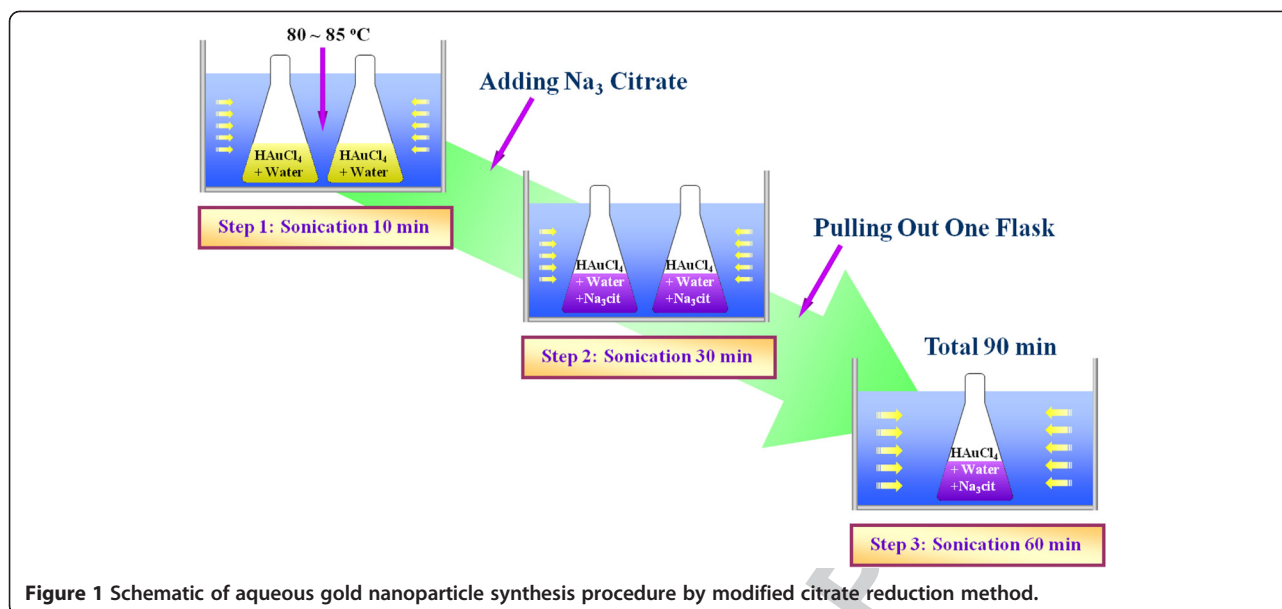 80 ~ 85 °C
HAuCl₄
+ Water
HAuCl₄
+ Water
Step 1: Sonication 10 min
Adding Na₃ Citrate
HAuCl₄
+ Water
+Na₃cit
HAuCl₄
+ Water
+Na₃cit
Step 2: Sonication 30 min
Pulling Out One Flask
Total 90 min
HAuCl₄
+ Water
+Na₃cit
Step 3: Sonication 60 min
Figure 1 Schematic of aqueous gold nanoparticle synthesis procedure by modified citrate reduction method.